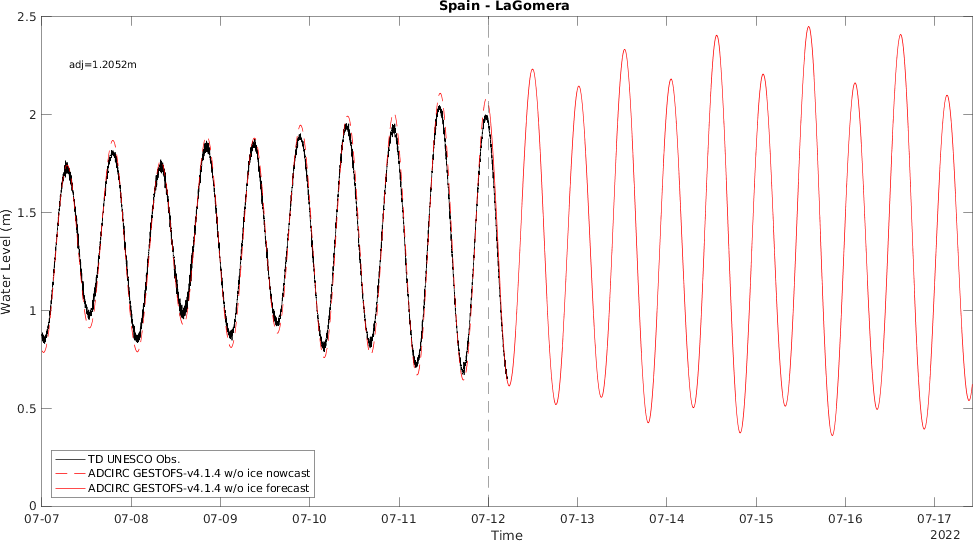 Spain - LaGomera
2.5
adj=1.2052m
2
1.5
Water Level (m)
1
0.5
TD UNESCO Obs.
ADCIRC GESTOFS-v4.1.4 w/o ice nowcast
ADCIRC GESTOFS-v4.1.4 w/o ice forecast
0
07-07 07-08 07-09 07-10 07-11 07-12 07-13 07-14 07-15 07-16 07-17
Time
2022